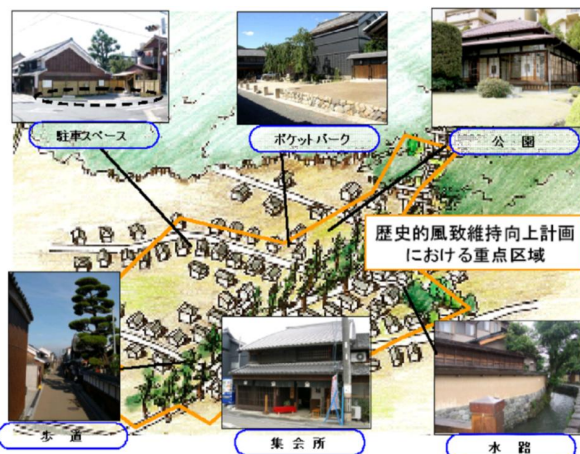 駐車スペース
ポケットパーク
公園
歴史的風致維持向上計画
における重点区域
歩道
集会所
水路